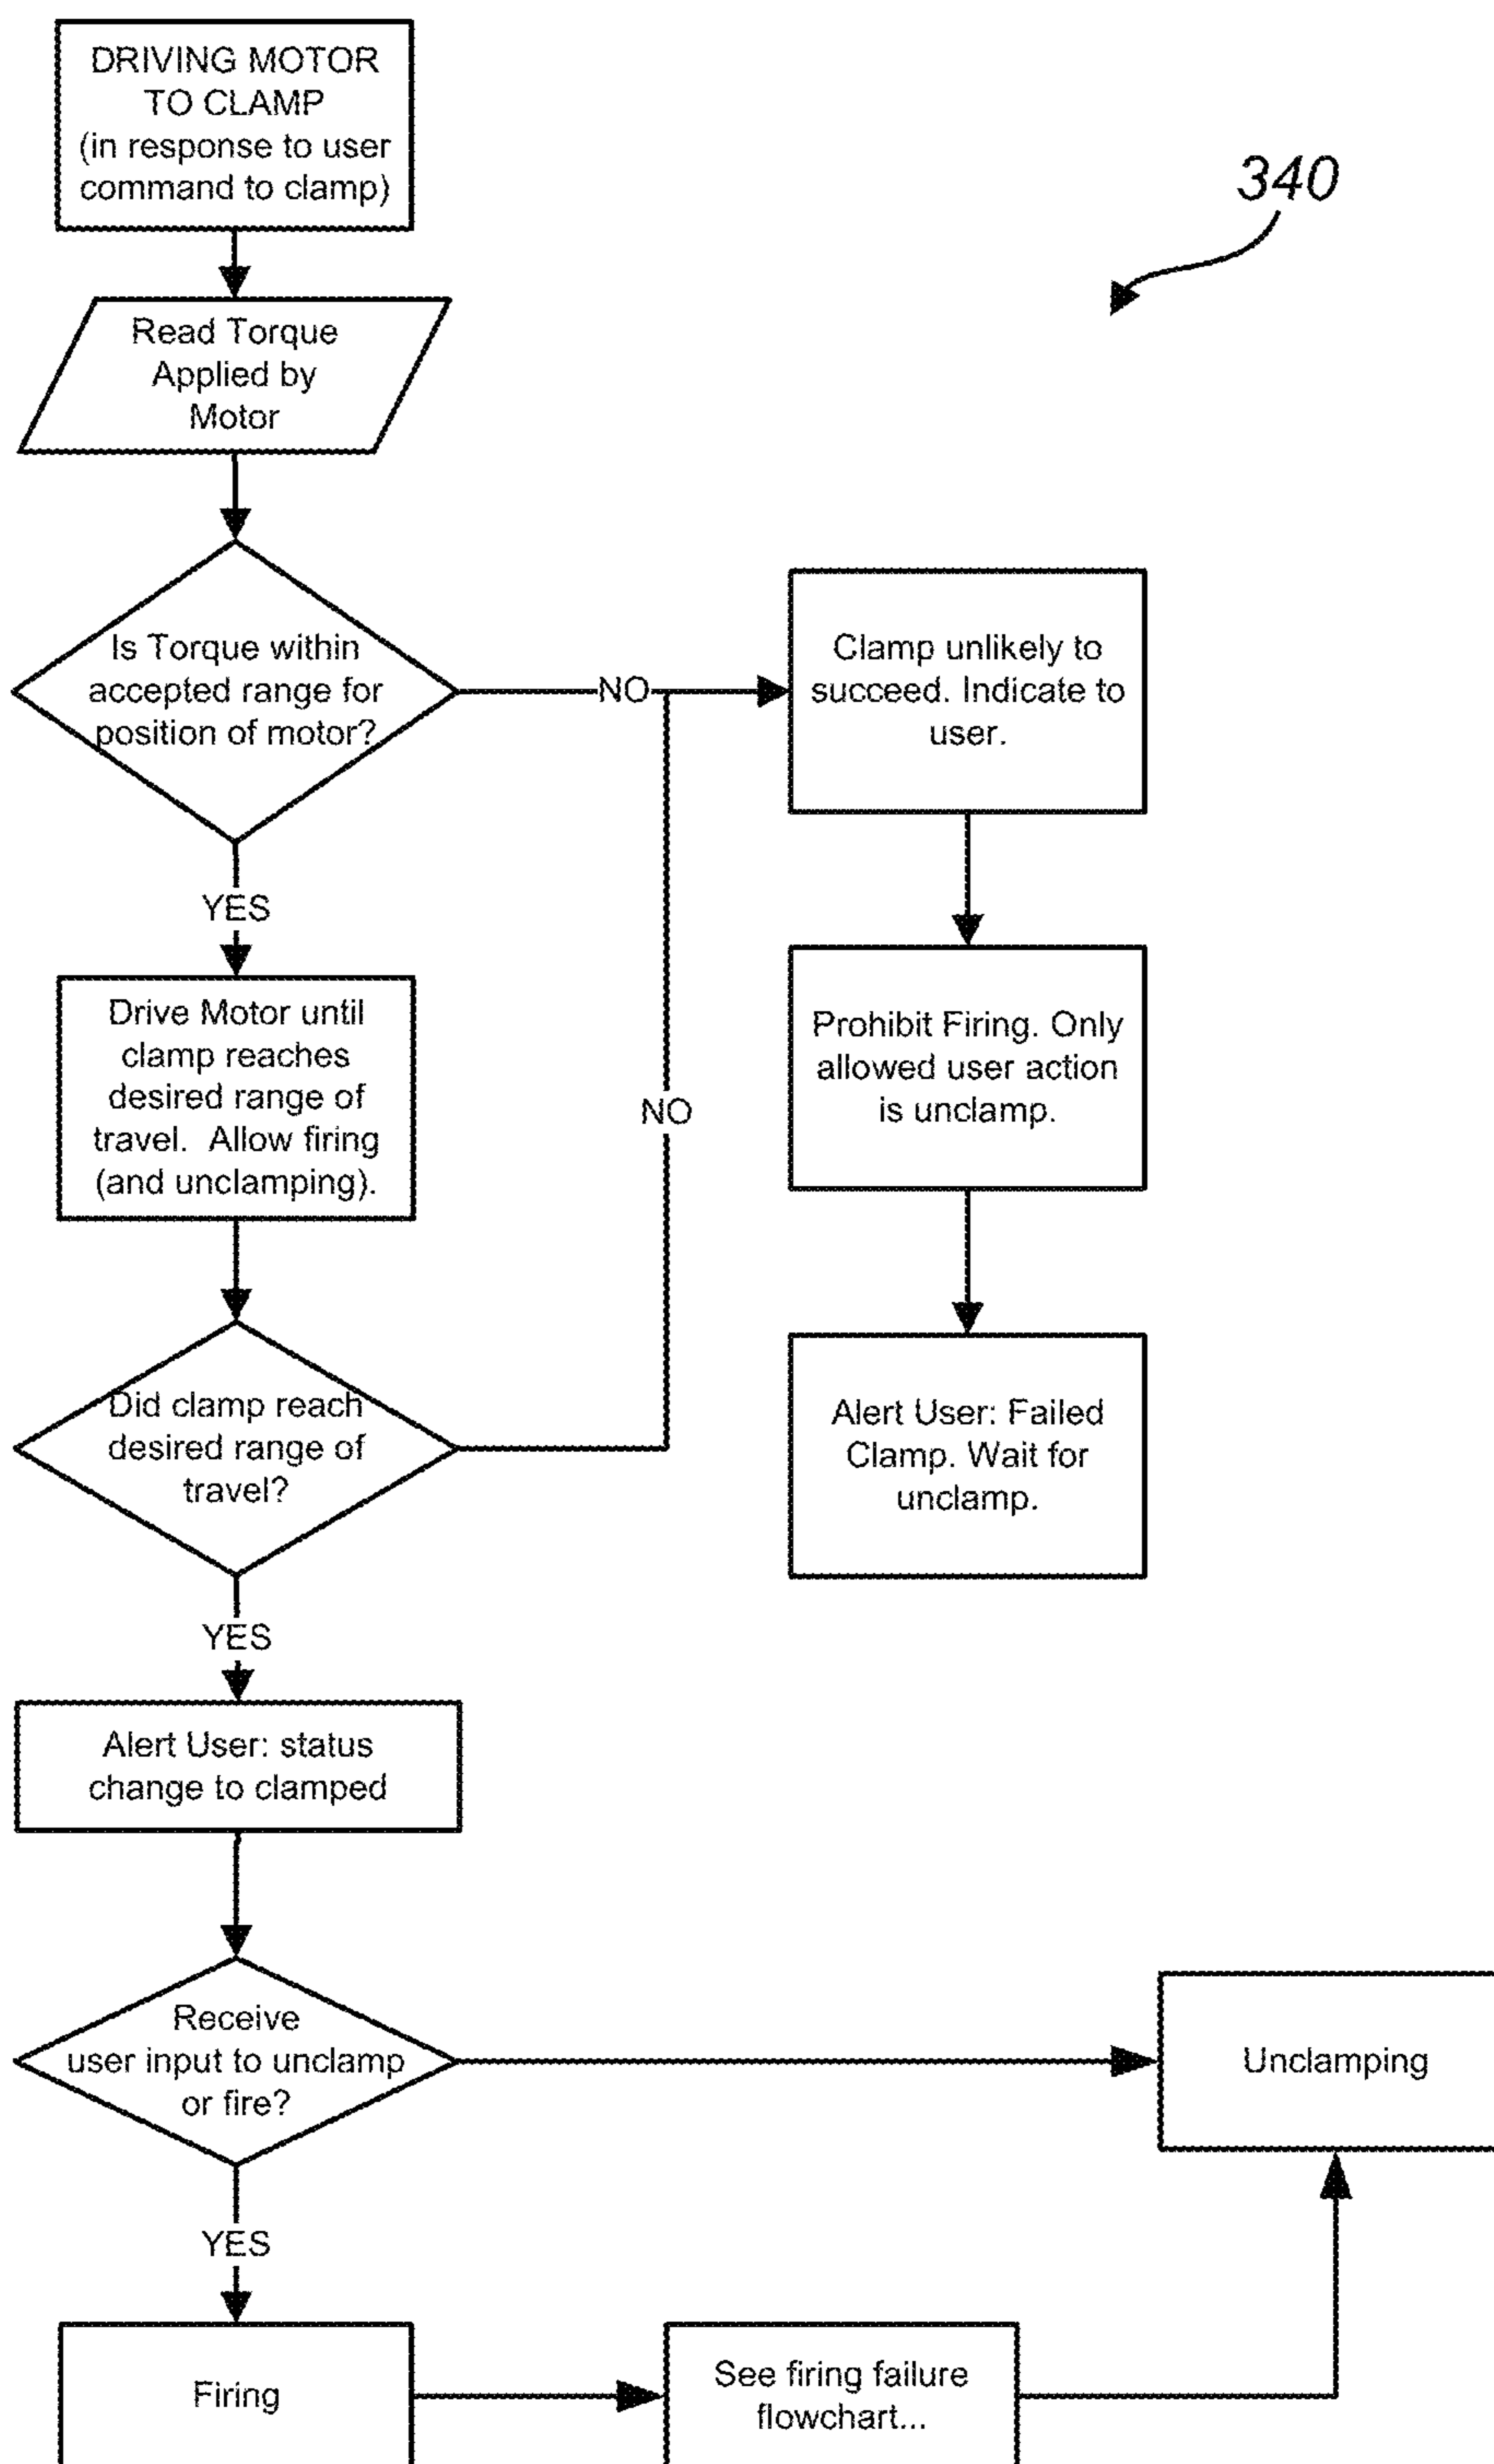 DRIVING MOTOR
TO CLAMP
(in response to user
command to clamp)
340
Read Torque
Applied by
Motor
Is Torque within
accepted range for
position of motor?
NO
Clamp unlikely to
succeed. Indicate to
user.
YES
Drive Motor until
clamp reaches
desired range of
travel. Allow firing
(and unclamping).
NO
Prohibit Firing. Only
allowed user action
is unclamp.
Did clamp reach
desired range of
travel?
Alert User: Failed
Clamp. Wait for
unclamp.
YES
Alert User: status
change to clamped
Receive
user input to unclamp
or fire?
Unclamping
YES
Firing
See firing failure
flowchart...